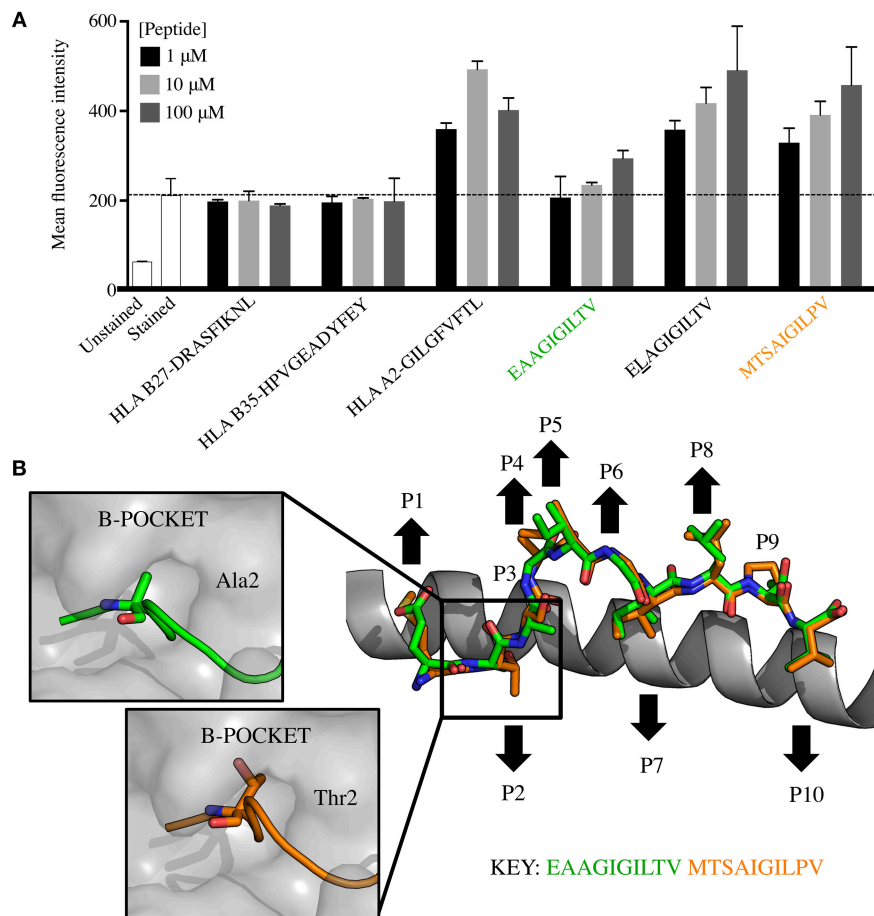 A
[Peptide]
1 µM
10 µM
100 µM
Mean fluorescence intensity
600
400
200
0
Unstained
Stained
HLA B27-DRASFIKNL
HLA B35-HPVGEADYFEY
HLA A2-GILGFVFTL
EAAGIGILTV
ELAGIGILTV
MTSAIGILPV
B
B-POCKET
Ala2
B-POCKET
Thr2
P1
P2
P3
P4
P5
P6
P7
P8
P9
P10
KEY: EAAGIGILTV MTSAIGILPV